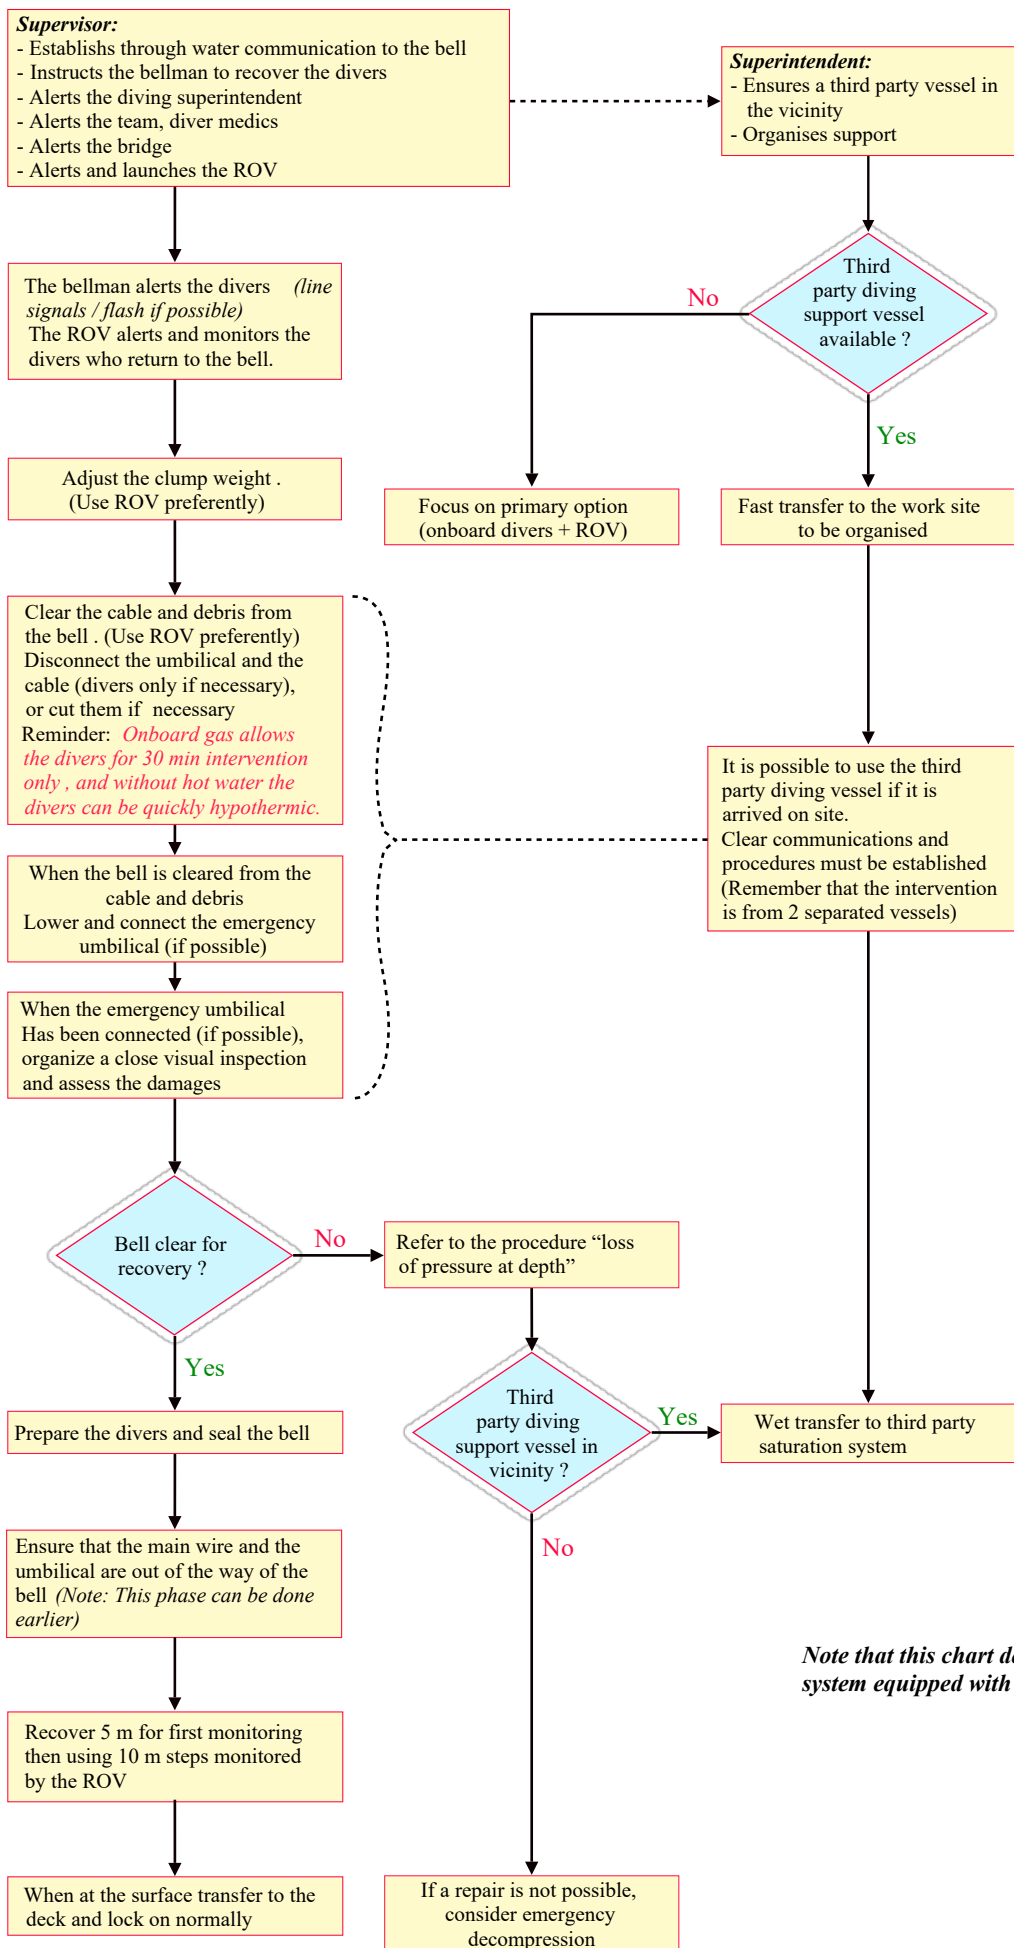 Supervisor:
- Establishs through water communication to the bell
- Instructs the bellman to recover the divers
- Alerts the diving superintendent
- Alerts the team, diver medics
- Alerts the bridge
- Alerts and launches the ROV
Superintendent:
- Ensures a third party vessel in
the vicinity
- Organises support
The bellman alerts the divers (line
signals / flash if possible)
The ROV alerts and monitors the
divers who return to the bell.
Third
party diving
support vessel
available ?
No
Yes
Adjust the clump weight .
(Use ROV preferently)
Focus on primary option
(onboard divers + ROV)
Fast transfer to the work site
to be organised
Clear the cable and debris from
the bell . (Use ROV preferently)
Disconnect the umbilical and the
cable (divers only if necessary),
or cut them if necessary
Reminder: Onboard gas allows
the divers for 30 min intervention
only , and without hot water the
divers can be quickly hypothermic.
It is possible to use the third
party diving vessel if it is
arrived on site.
Clear communications and
procedures must be established
(Remember that the intervention
is from 2 separated vessels)
When the bell is cleared from the
cable and debris
Lower and connect the emergency
umbilical (if possible)
When the emergency umbilical
Has been connected (if possible),
organize a close visual inspection
and assess the damages
Bell clear for
recovery ?
No
Yes
Refer to the procedure “loss
of pressure at depth”
Third
party diving
support vessel in
vicinity ?
Yes
No
Wet transfer to third party
saturation system
Prepare the divers and seal the bell
Ensure that the main wire and the
umbilical are out of the way of the
bell (Note: This phase can be done
earlier)
Note that this chart
system equipped with
Recover 5 m for first monitoring
then using 10 m steps monitored
by the ROV
When at the surface transfer to the
deck and lock on normally
If a repair is not possible,
consider emergency
decompression